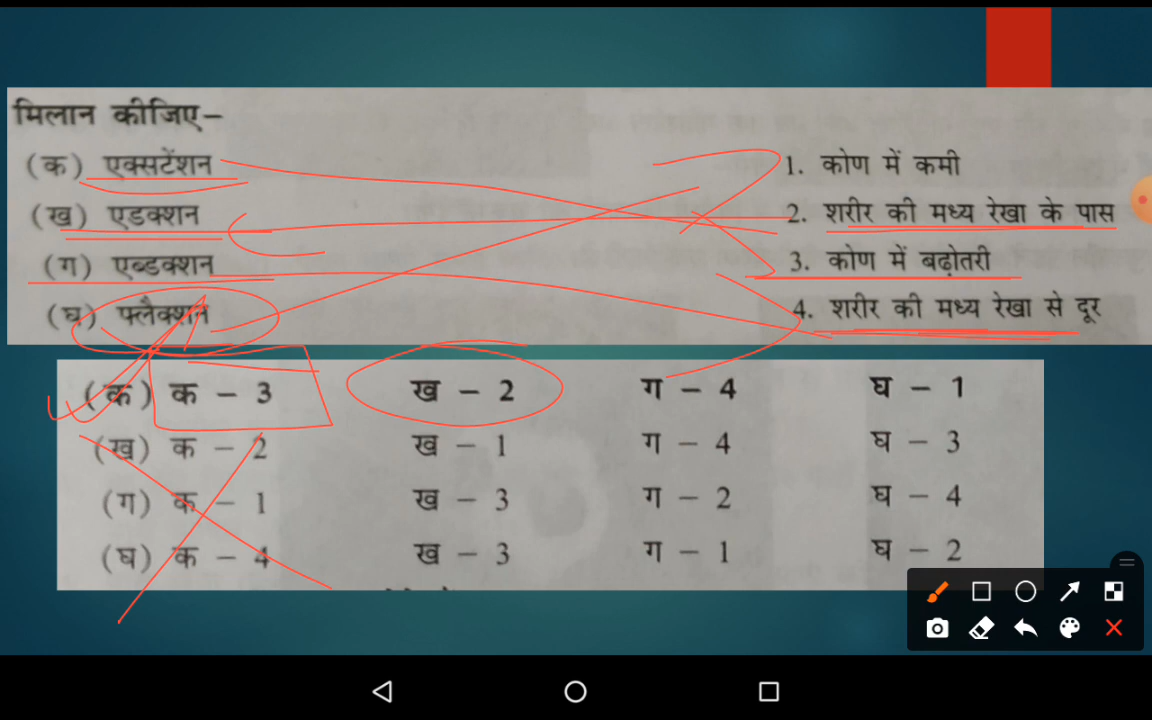 मिलान कीजिए–
(क) एक्सटेंशन 1. कोण में कमी
(ख) एडक्शन 2. शरीर की मध्य रेखा के पास
(ग) एब्डक्शन 3. कोण में बढ़ोतरी
(घ) फ्लैक्शन 4. शरीर की मध्य रेखा से दूर
(क) क – 3 ख – 2 ग – 4 घ – 1
(ख) क – 2 ख – 1 ग – 4 घ – 3
(ग) क – 1 ख – 3 ग – 2 घ – 4
(घ) क – 4 ख – 3 ग – 1 घ – 2